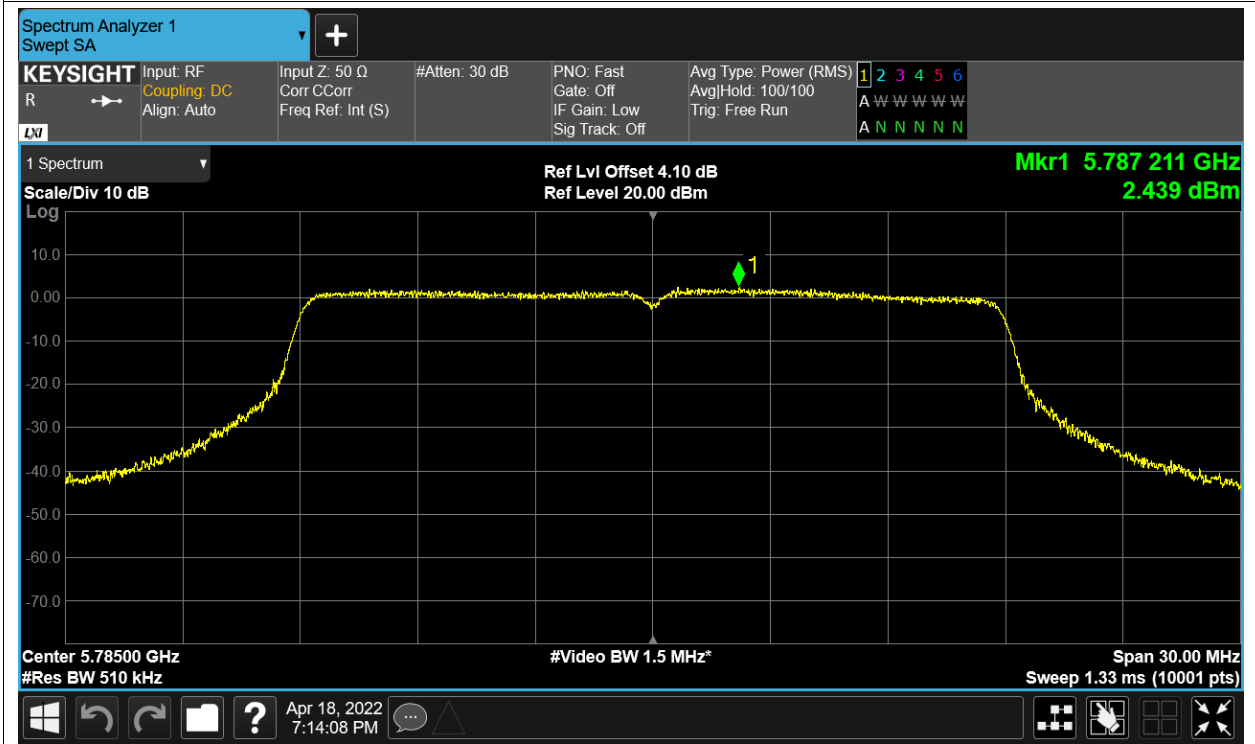 Spectrum Analyzer 1
Swept SA
+
KEYSIGHT
R
LXI
Input: RF
Coupling: DC
Align: Auto
Input Z: 50 Ω
Corr CCorr
Freq Ref: Int (S)
#Atten: 30 dB
PNO: Fast
Gate: Off
IF Gain: Low
Sig Track: Off
Avg Type: Power (RMS)
Avg|Hold: 100/100
Trig: Free Run
1 2 3 4 5 6
A W W W W W
A N N N N N
1 Spectrum
Scale/Div 10 dB
Log
Ref Lvl Offset 4.10 dB
Ref Level 20.00 dBm
Mkr1 5.787 211 GHz
2.439 dBm
1
10.0
0.00
-10.0
-20.0
-30.0
-40.0
-50.0
-60.0
-70.0
Center 5.78500 GHz
#Res BW 510 kHz
#Video BW 1.5 MHz*
Span 30.00 MHz
Sweep 1.33 ms (10001 pts)
?
Apr 18, 2022
7:14:08 PM